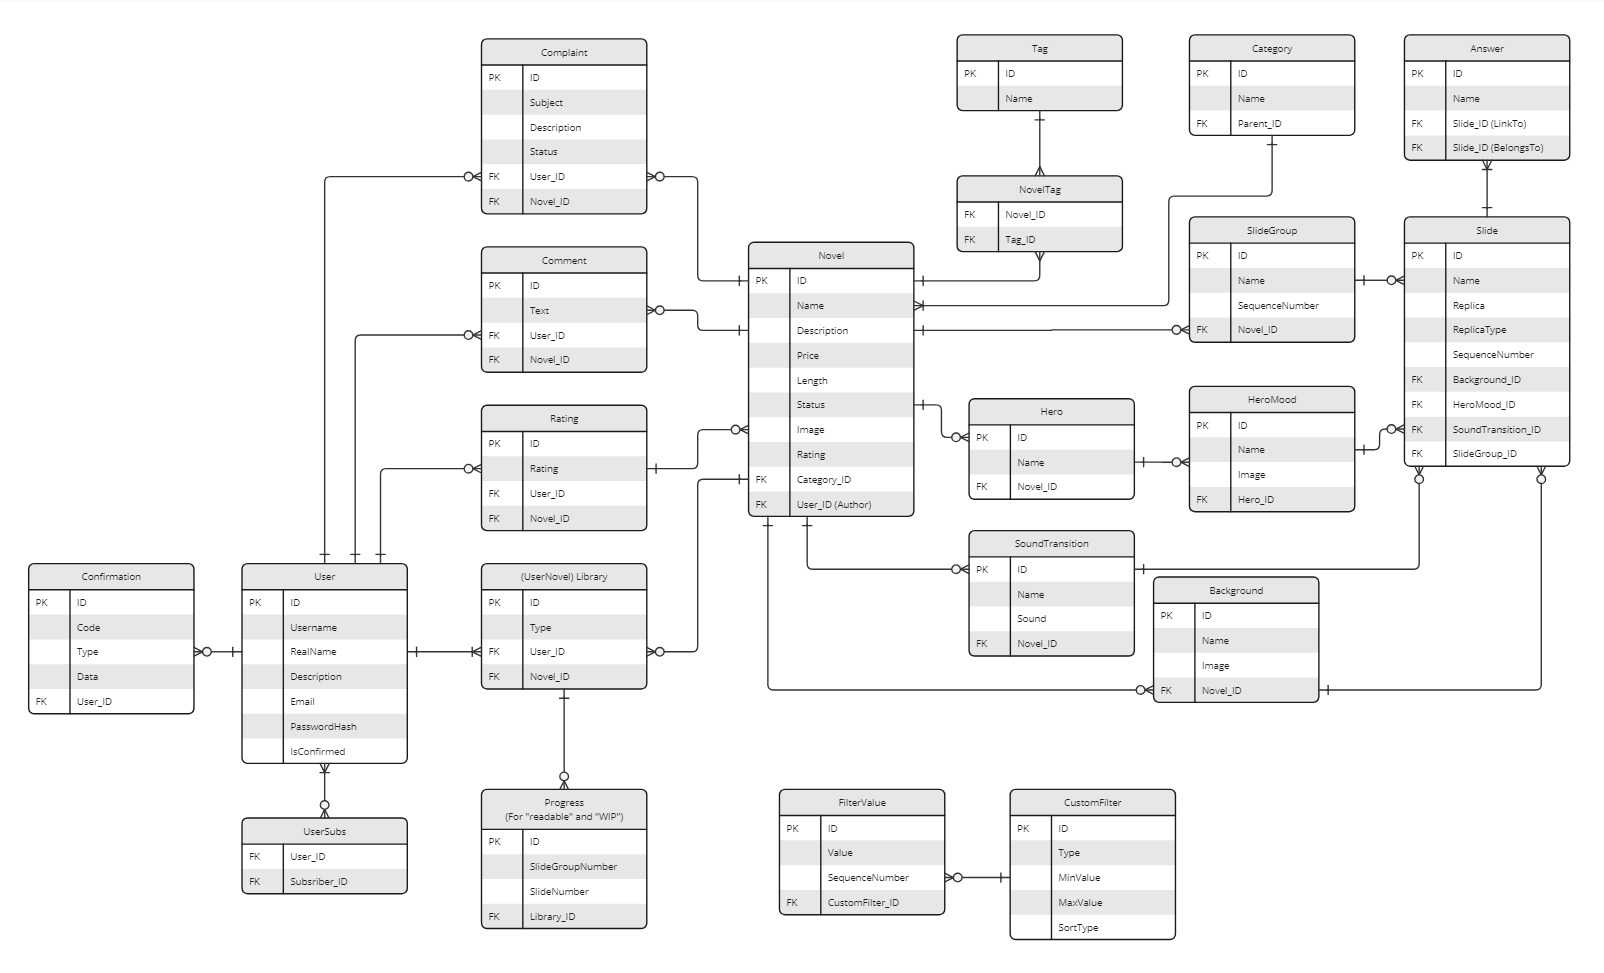 Complaint
PK ID
Subject
Description
Status
FK User_ID
FK Novel_ID
Comment
PK ID
Text
FK User_ID
FK Novel_ID
Rating
PK ID
Rating
FK User_ID
FK Novel_ID
Confirmation
PK ID
Code
Type
Data
FK User_ID
User
PK ID
Username
RealName
Description
Email
PasswordHash
IsConfirmed
(UserNovel) Library
PK ID
Type
FK User_ID
FK Novel_ID
UserSubs
FK User_ID
FK Subsriber_ID
Progress
(For "readable" and "WIP")
PK ID
SlideGroupNumber
SlideNumber
FK Library_ID
Novel
PK ID
Name
Description
Price
Length
Status
Image
Rating
FK Category_ID
FK User_ID (Author)
Tag
PK ID
Name
NovelTag
FK Novel_ID
FK Tag_ID
Category
PK ID
Name
FK Parent_ID
Answer
PK ID
Name
FK Slide_ID (LinkTo)
FK Slide_ID (BelongsTo)
SlideGroup
PK ID
Name
SequenceNumber
FK Novel_ID
Slide
PK ID
Name
Replica
ReplicaType
SequenceNumber
FK Background_ID
FK HeroMood_ID
FK SoundTransition_ID
FK SlideGroup_ID
Hero
PK ID
Name
FK Novel_ID
HeroMood
PK ID
Name
Image
FK Hero_ID
SoundTransition
PK ID
Name
Sound
FK Novel_ID
Background
PK ID
Name
Image
FK Novel_ID
FilterValue
PK ID
Value
SequenceNumber
FK CustomFilter_ID
CustomFilter
PK ID
Type
MinValue
MaxValue
SortType